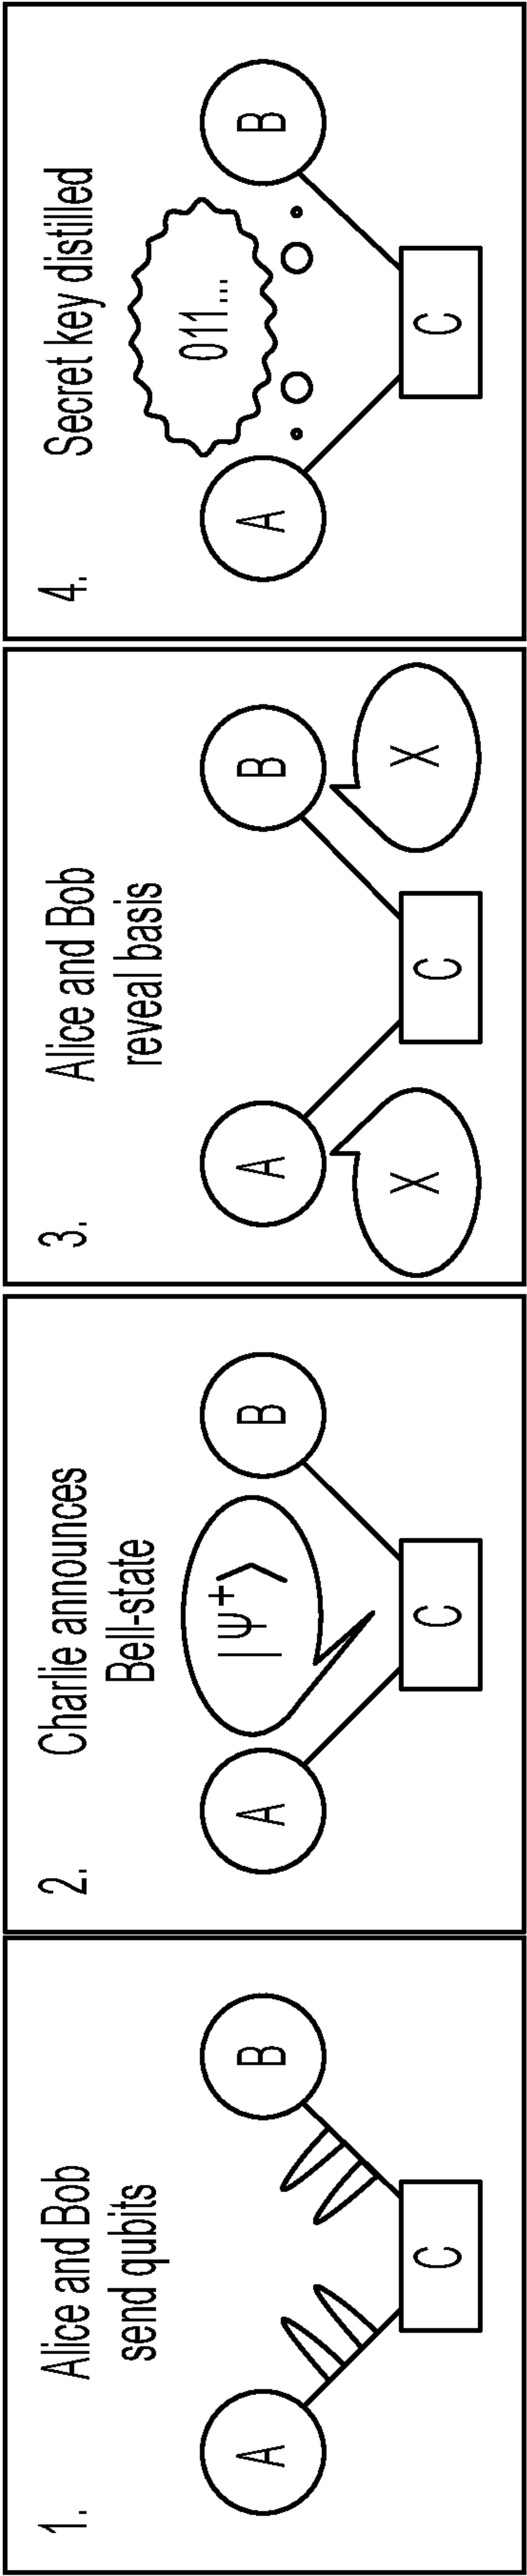 1.
Alice and Bob
send qubits
A
B
C
2.
Charlie announces
Bell-state
|Ψ⁺⟩
A
B
C
3.
Alice and Bob
reveal basis
A
B
C
X
X
4.
Secret key distilled
011...
A
B
C